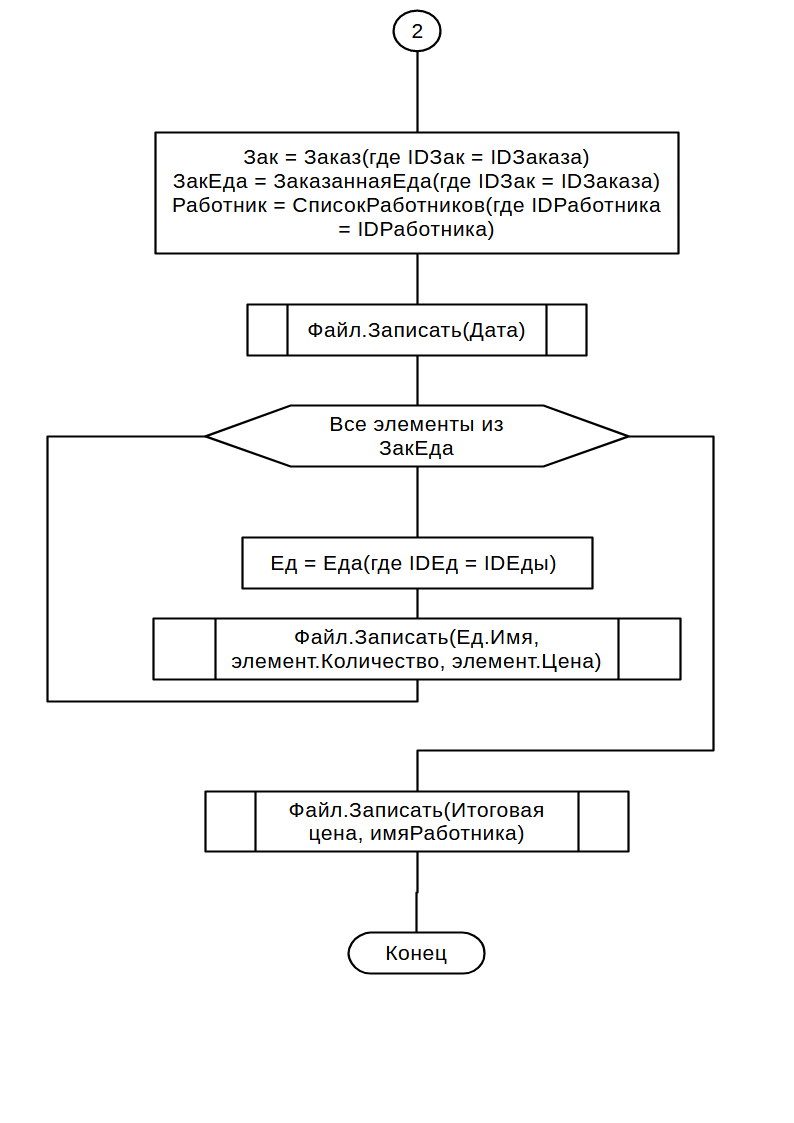 2
Зак = Заказ(где IDЗак = IDЗаказа)
ЗакЕда = ЗаказаннаяЕда(где IDЗак = IDЗаказа)
Работник = СписокРаботников(где IDРаботника
= IDРаботника)
Файл.Записать(Дата)
Все элементы из
ЗакЕда
Ед = Еда(где IDЕд = IDЕды)
Файл.Записать(Ед.Имя,
элемент.Количество, элемент.Цена)
Файл.Записать(Итоговая
цена, имяРаботника)
Конец